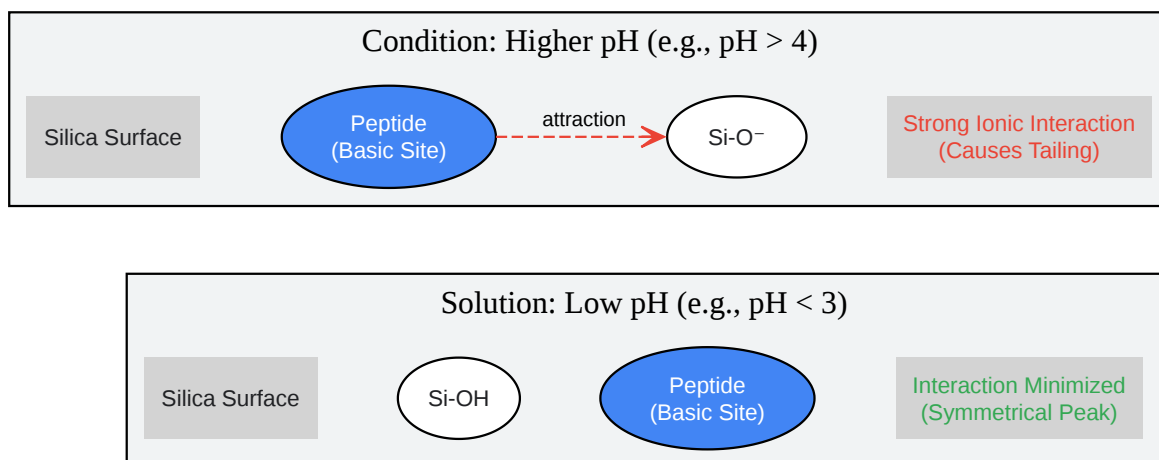 Condition: Higher pH (e.g., pH > 4)
Silica Surface
Peptide
(Basic Site)
attraction
Si-O⁻
Strong Ionic Interaction
(Causes Tailing)
Solution: Low pH (e.g., pH < 3)
Silica Surface
Si-OH
Peptide
(Basic Site)
Interaction Minimized
(Symmetrical Peak)